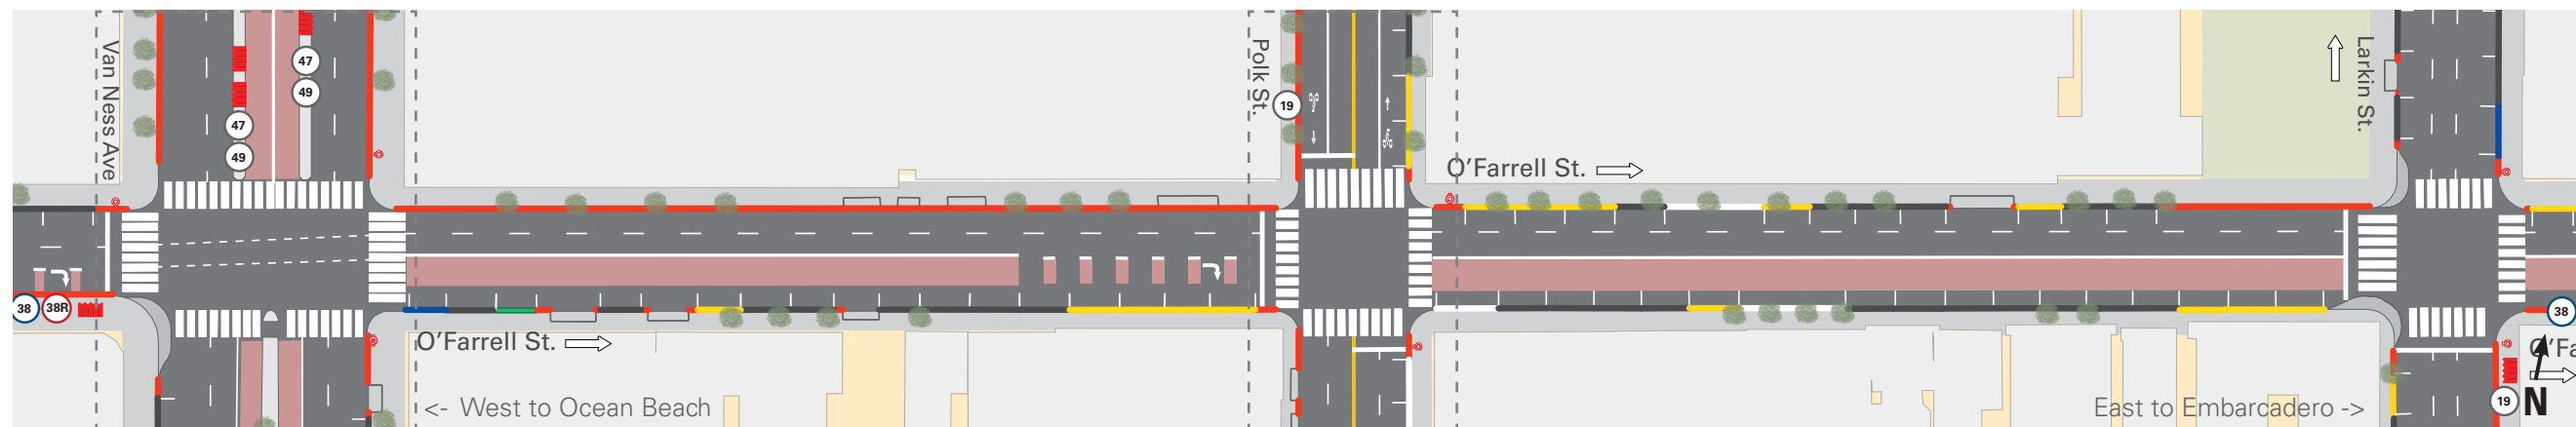 Van Ness Ave
47
49
47
49
Polk St.
19
O'Farrell St.
Larkin St.
38
38R
O'Farrell St.
<- West to Ocean Beach
East to Embarcadero ->
38
O'Fa
19
N